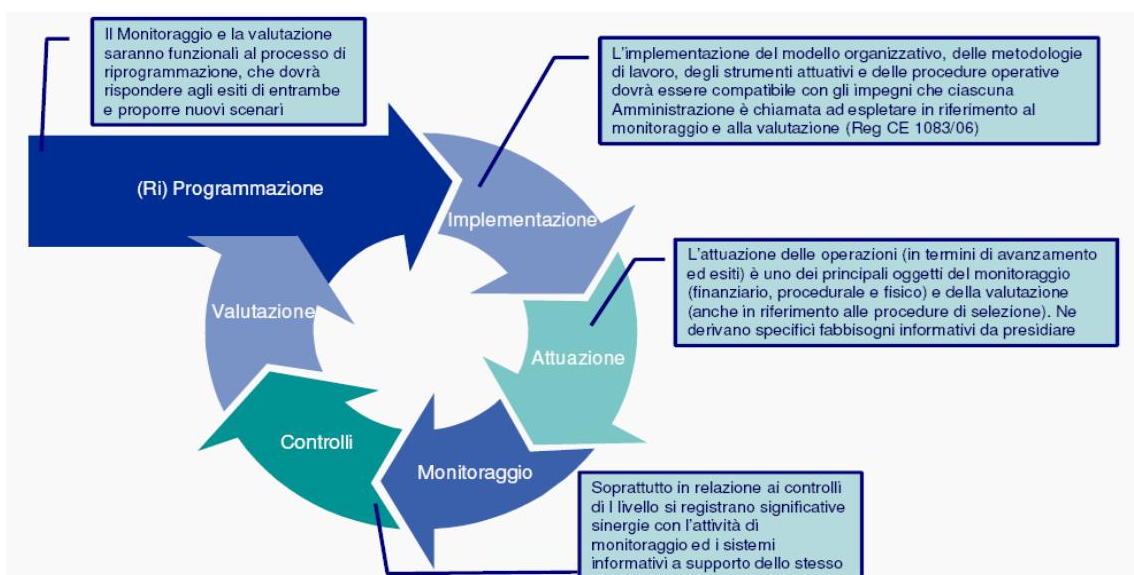 Il Monitoraggio e la valutazione
saranno funzionali al processo di
riprogrammazione, che dovrà
rispondere agli esiti di entrambe
e proporre nuovi scenari
L'implementazione del modello organizzativo, delle metodologie
di lavoro, degli strumenti attuativi e delle procedure operative
dovrà essere compatibile con gli impegni che ciascuna
Amministrazione è chiamata ad espletare in riferimento al
monitoraggio e alla valutazione (Reg CE 1083/06)
(Ri) Programmazione
Implementazione
L'attuazione delle operazioni (in termini di avanzamento
ed esiti) è uno dei principali oggetti del monitoraggio
(finanziario, procedurale e fisico) e della valutazione
(anche in riferimento alle procedure di selezione). Ne
derivano specifici fabbisogni informativi da presidiare
Valutazione
Attuazione
Controlli
Monitoraggio
Soprattutto in relazione ai controlli
di I livello si registrano significative
sinergie con l'attività di
monitoraggio ed i sistemi
informativi a supporto dello stesso